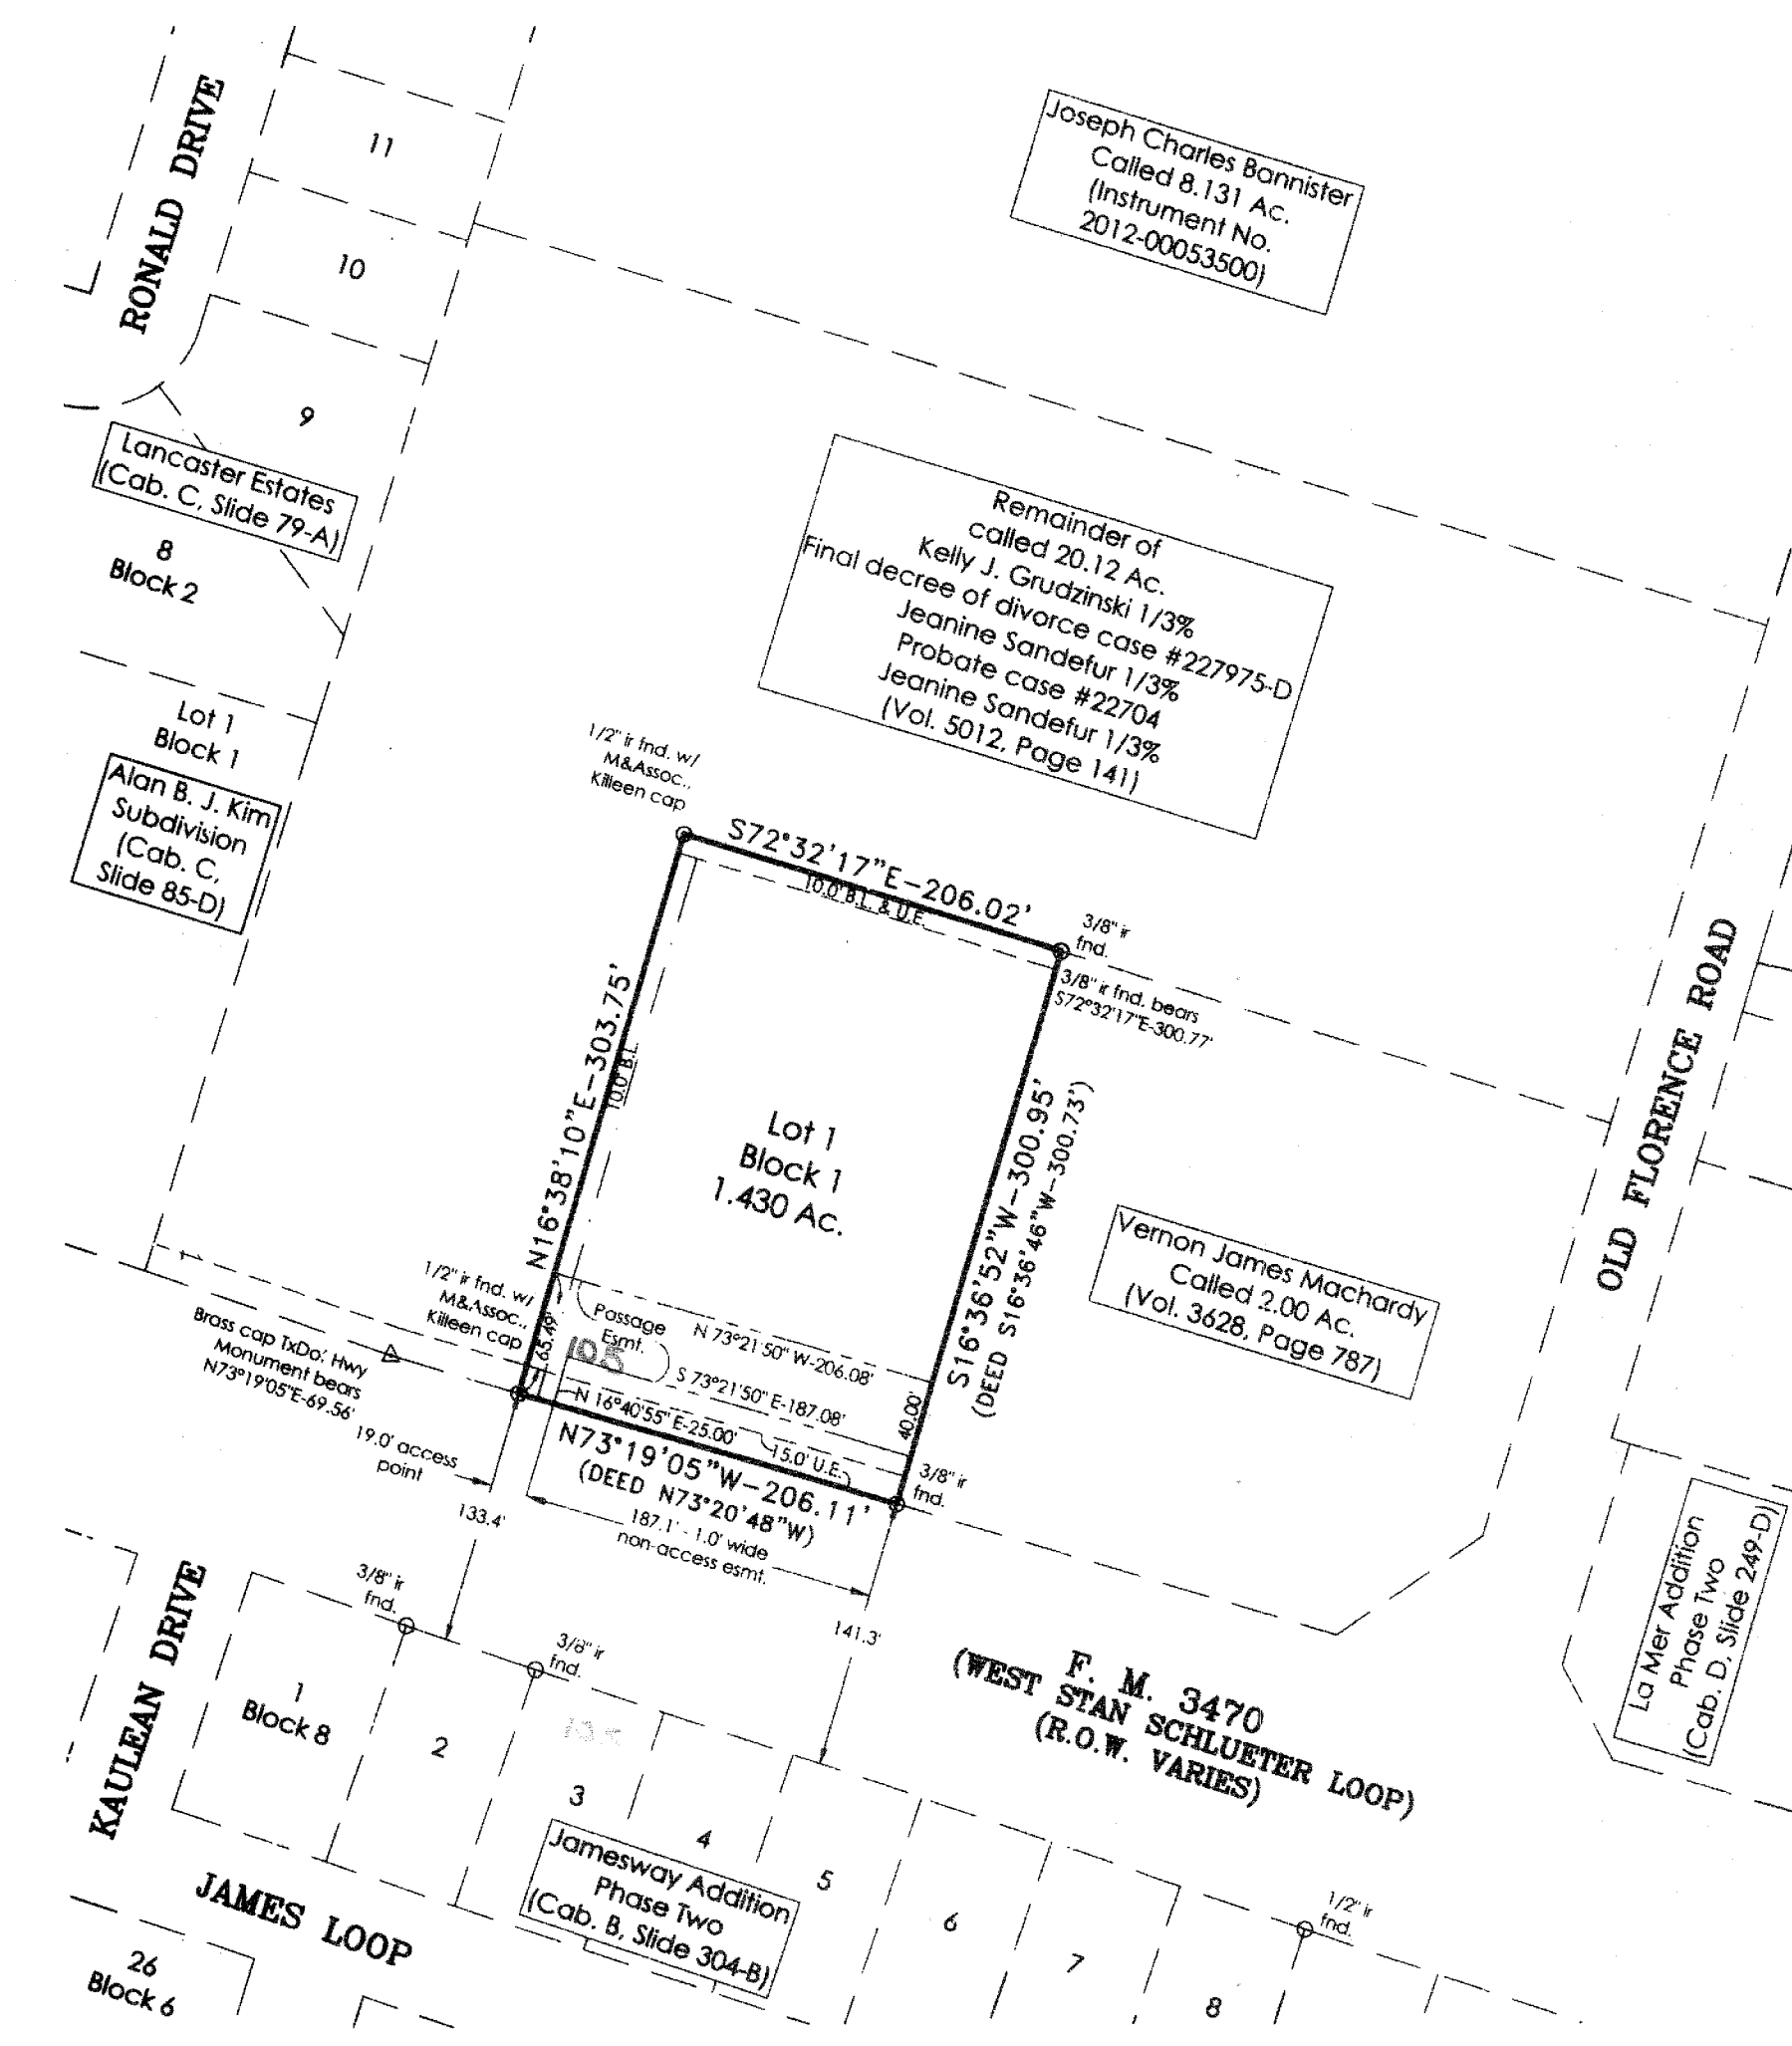 RONALD DRIVE
11
10
9
Joseph Charles Bannister
Called 8.131 Ac.
(Instrument No.
2012-00053500)
Lancaster Estates
(Cab. C, Slide 79-A)
8
Block 2
Remainder of
called 20.12 Ac.
Kelly J. Grudzinski 1/3%
Final decree of divorce case #227975-D
Jeanine Sandefur 1/3%
Probate case #22704
Jeanine Sandefur 1/3%
(Vol. 5012, Page 141)
Lot 1
Block 1
Alan B. J. Kim
Subdivision
(Cab. C,
Slide 85-D)
1/2" ir fnd. w/
M&Assoc.,
Killeen cap
S72°32'17"E-206.02'
10.0' B.L. & U.E.
3/8" ir
fnd.
3/8" ir fnd. bears
S72°32'17"E-300.77'
N16°38'10"E-303.75'
10.0' B.L.
Lot 1
Block 1
1.430 Ac.
S16°36'52"W-300.95'
(DEED S16°36'46"W-300.73')
OLD FLORENCE ROAD
Vernon James Machardy
Called 2.00 Ac.
(Vol. 3628, Page 787)
1/2" ir fnd. w/
M&Assoc.,
Killeen cap
65.49'
Passage
Esmt.
105
N 73°21'50" W-206.08'
S 73°21'50" E-187.08'
40.00'
N 16°40'55" E-25.00'
15.0' U.E.
Brass cap TxDo. Hwy
Monument bears
N73°19'05"E-69.56'
19.0' access
point
N73°19'05"W-206.11'
(DEED N73°20'48"W)
187.1' - 1.0' wide
non-access esmt.
3/8" ir
fnd.
133.4'
141.3'
3/8" ir
fnd.
3/8" ir
fnd.
KAULEAN DRIVE
1
Block 8
2
3
4
5
6
7
8
Jamesway Addition
Phase Two
(Cab. B, Slide 304-B)
F. M. 3470
(WEST STAN SCHLUETER LOOP)
(R.O.W. VARIES)
La Mer Addition
Phase Two
(Cab. D, Slide 249-D)
1/2" ir
fnd.
JAMES LOOP
26
Block 6